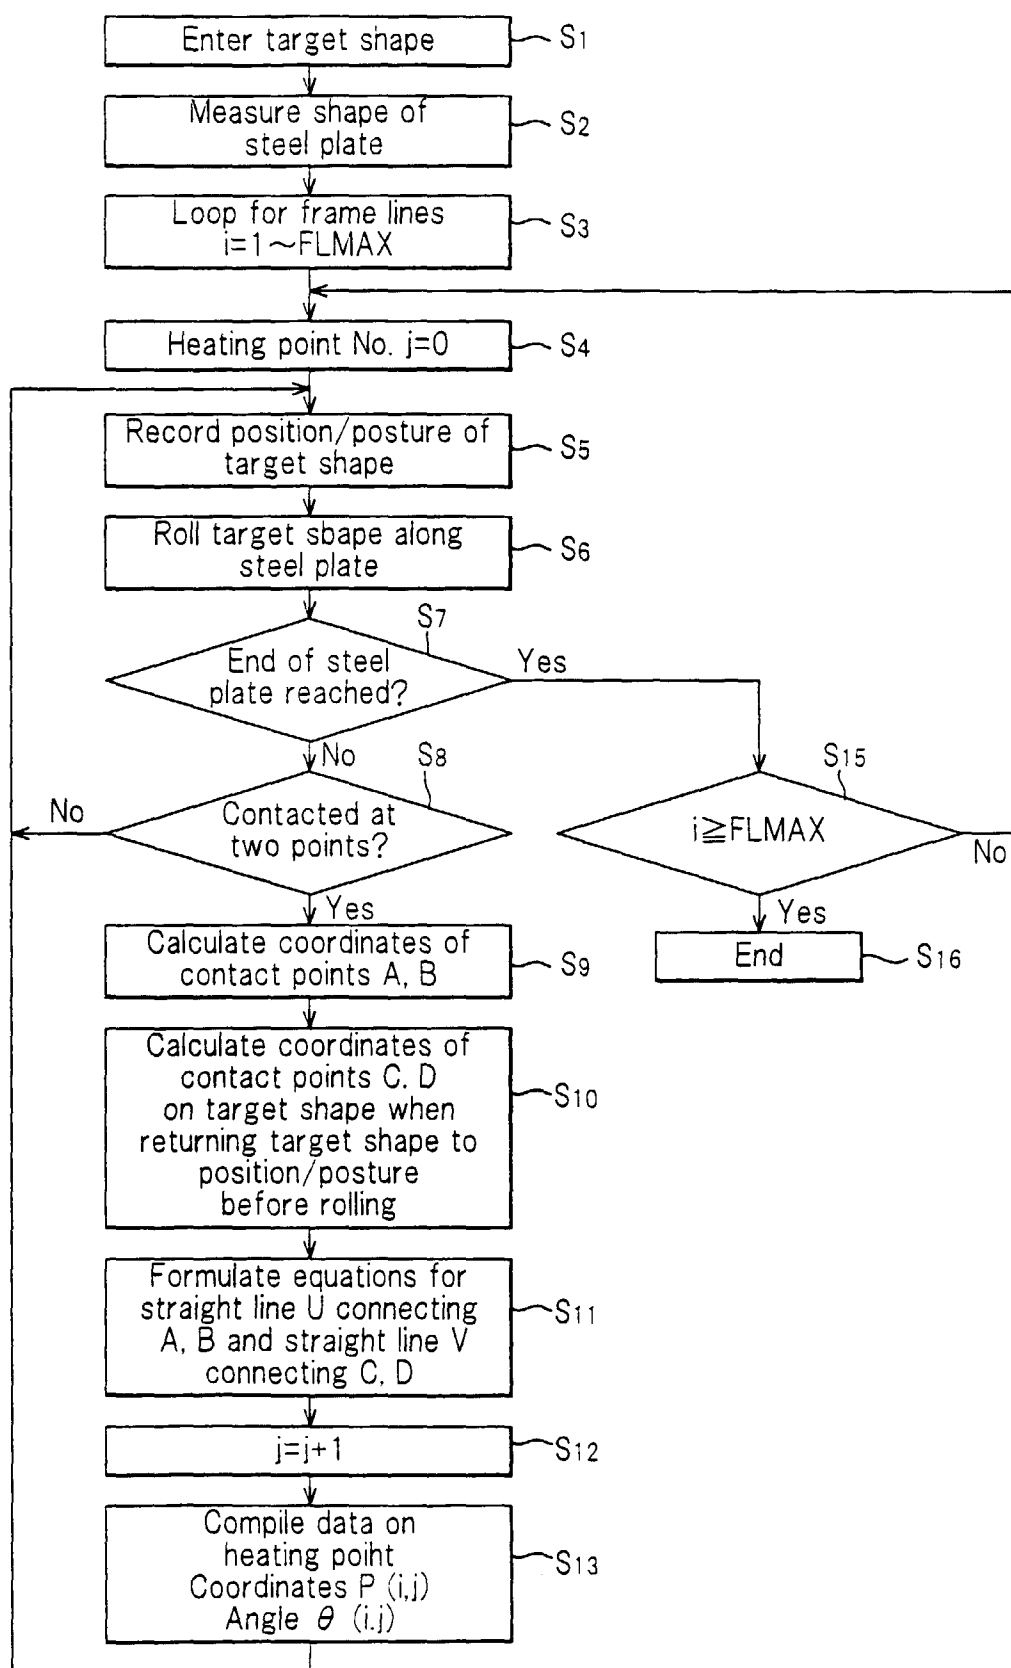 Enter target shape
S1
Measure shape of
steel plate
S2
Loop for frame lines
i=1~FLMAX
S3
Heating point No. j=0
S4
Record position/posture of
target shape
S5
Roll target sbape along
steel plate
S6
S7
End of steel
plate reached?
Yes
No
S8
Contacted at
two points?
No
Yes
S15
i≧FLMAX
No
Yes
End
S16
Calculate coordinates of
contact points A, B
S9
Calculate coordinates of
contact points C, D
on target shape when
returning target shape to
position/posture
before rolling
S10
Formulate equations for
straight line U connecting
A, B and straight line V
connecting C, D
S11
j=j+1
S12
Compile data on
heating poiht
Coordinates P (i,j)
Angle θ (i.j)
S13